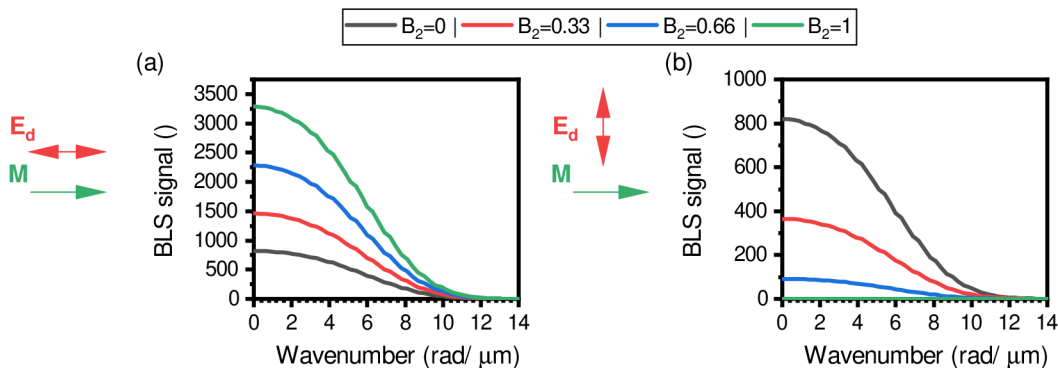 B₂=0 | B₂=0.33 | B₂=0.66 | B₂=1
(a)
E_d
M
BLS signal ()
3500
3000
2500
2000
1500
1000
500
0
0 2 4 6 8 10 12 14
Wavenumber (rad/ μm)
(b)
E_d
M
BLS signal ()
1000
800
600
400
200
0
0 2 4 6 8 10 12 14
Wavenumber (rad/ μm)